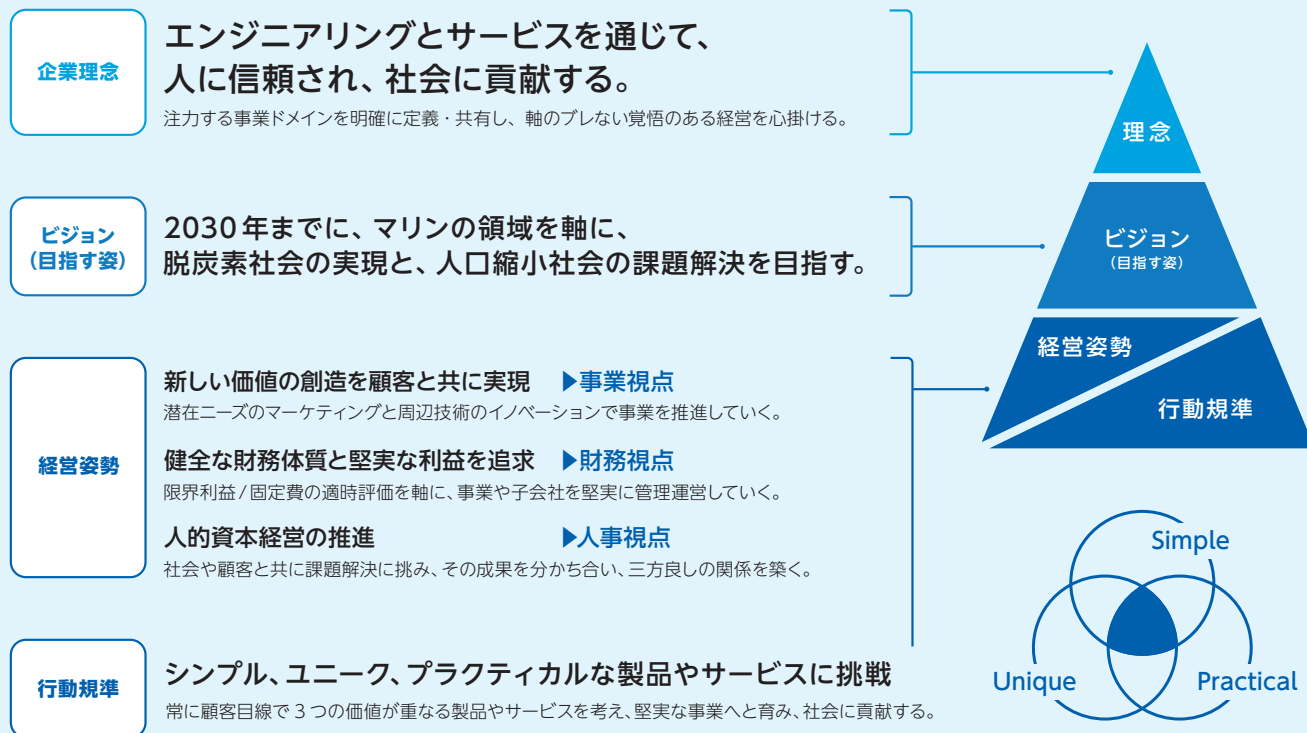 企業理念
エンジニアリングとサービスを通じて、
人に信頼され、社会に貢献する。
注力する事業ドメインを明確に定義・共有し、軸のブレない覚悟のある経営を心掛ける。
ビジョン
(目指す姿)
2030年までに、マリンの領域を軸に、
脱炭素社会の実現と、人口縮小社会の課題解決を目指す。
経営姿勢
新しい価値の創造を顧客と共に実現 ▶事業視点
潜在ニーズのマーケティングと周辺技術のイノベーションで事業を推進していく。
健全な財務体質と堅実な利益を追求 ▶財務視点
限界利益/固定費の適時評価を軸に、事業や子会社を堅実に管理運営していく。
人的資本経営の推進 ▶人事視点
社会や顧客と共に課題解決に挑み、その成果を分かち合い、三方良しの関係を築く。
行動規準
シンプル、ユニーク、プラクティカルな製品やサービスに挑戦
常に顧客目線で3つの価値が重なる製品やサービスを考え、堅実な事業へと育み、社会に貢献する。
理念
ビジョン
(目指す姿)
経営姿勢
行動規準
Simple
Unique
Practical